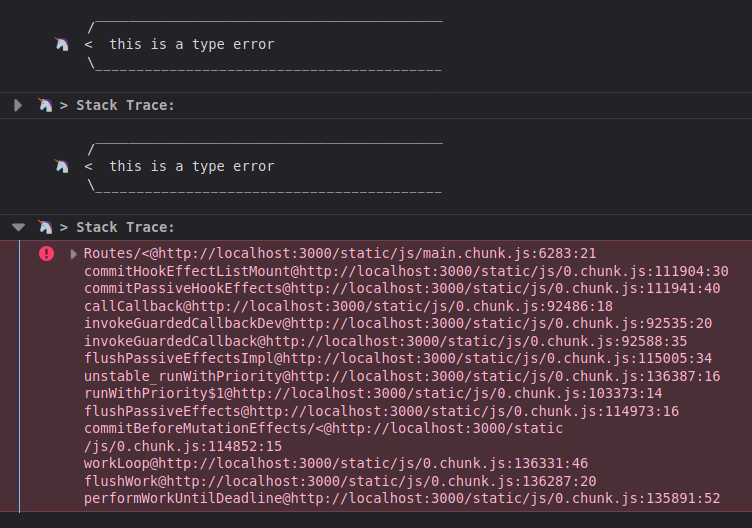 /‾‾‾‾‾‾‾‾‾‾‾‾‾‾‾‾‾‾‾‾‾‾‾‾‾‾‾‾‾‾‾‾‾‾‾‾‾‾‾‾‾‾
🦄 < this is a type error
\__________________________________________
🦄 > Stack Trace:
/‾‾‾‾‾‾‾‾‾‾‾‾‾‾‾‾‾‾‾‾‾‾‾‾‾‾‾‾‾‾‾‾‾‾‾‾‾‾‾‾‾‾
🦄 < this is a type error
\__________________________________________
🦄 > Stack Trace:
Routes/<@http://localhost:3000/static/js/main.chunk.js:6283:21
commitHookEffectListMount@http://localhost:3000/static/js/0.chunk.js:111904:30
commitPassiveHookEffects@http://localhost:3000/static/js/0.chunk.js:111941:40
callCallback@http://localhost:3000/static/js/0.chunk.js:92486:18
invokeGuardedCallbackDev@http://localhost:3000/static/js/0.chunk.js:92535:20
invokeGuardedCallback@http://localhost:3000/static/js/0.chunk.js:92588:35
flushPassiveEffectsImpl@http://localhost:3000/static/js/0.chunk.js:115005:34
unstable_runWithPriority@http://localhost:3000/static/js/0.chunk.js:136387:16
runWithPriority$1@http://localhost:3000/static/js/0.chunk.js:103373:14
flushPassiveEffects@http://localhost:3000/static/js/0.chunk.js:114973:16
commitBeforeMutationEffects/<@http://localhost:3000/static
/js/0.chunk.js:114852:15
workLoop@http://localhost:3000/static/js/0.chunk.js:136331:46
flushWork@http://localhost:3000/static/js/0.chunk.js:136287:20
performWorkUntilDeadline@http://localhost:3000/static/js/0.chunk.js:135891:52